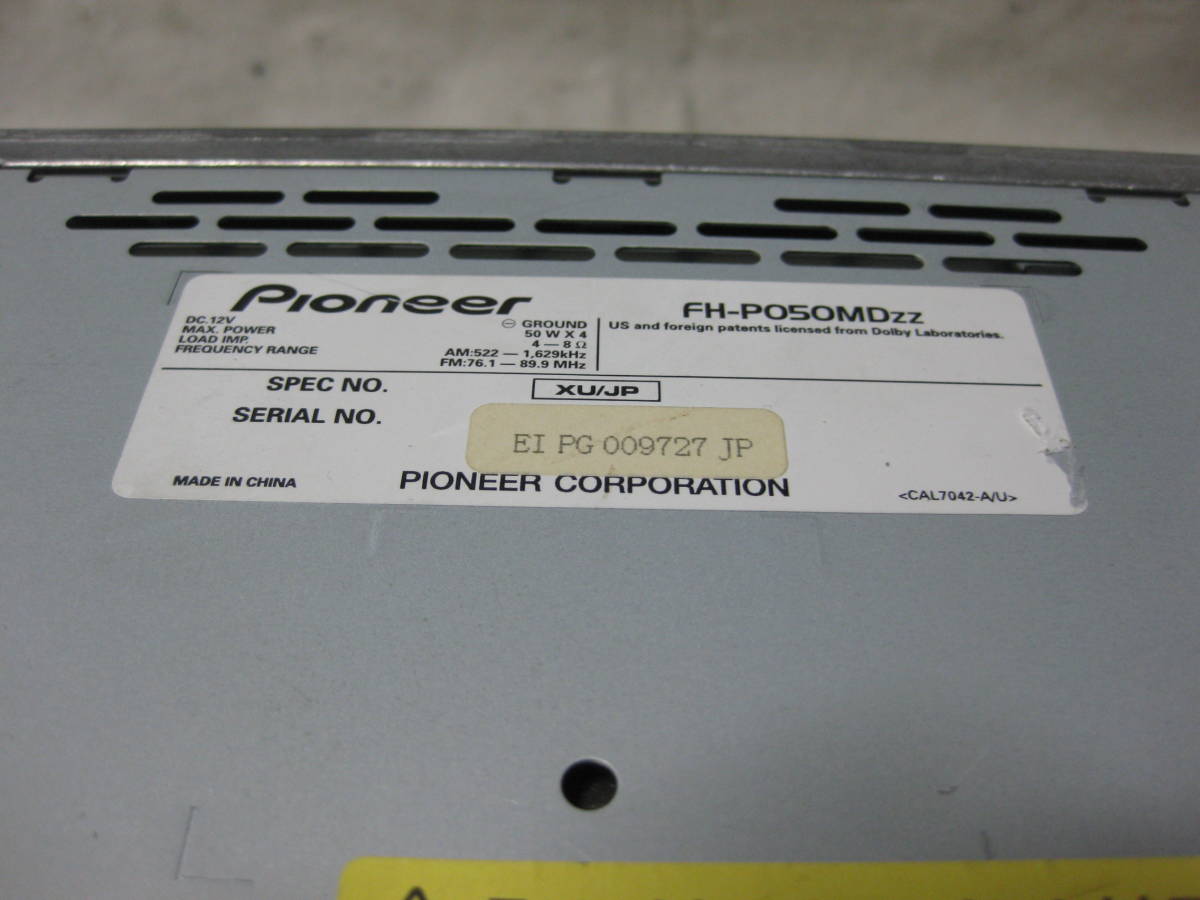 Pioneer
DC.12V ⊖ GROUND
MAX. POWER 50 W X 4
LOAD IMP. 4 — 8 Ω
FREQUENCY RANGE AM:522 — 1,629kHz
FM:76.1 — 89.9 MHz
FH-P050MDzz
US and foreign patents licensed from Dolby Laboratories.
SPEC NO. XU/JP
SERIAL NO. EI PG 009727 JP
MADE IN CHINA PIONEER CORPORATION <CAL7042-A/U>